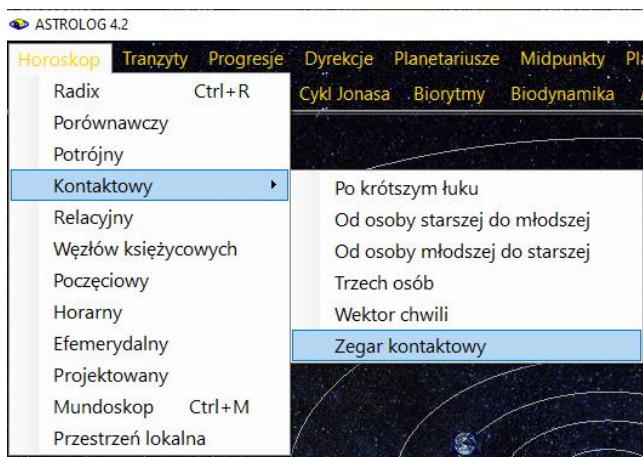 ASTROLOG 4.2
Horoskop Tranzyty Progresje Dyrekcje Planetariusze Midpunkty
Cykl Jonasa Biorytmy Biodynamika
Radix Ctrl+R
Porównawczy
Potrójny
Kontaktowy
Relacyjny
Węzłów księżycowych
Poczęciowy
Horarny
Efemerydalny
Projektowany
Mundoskop Ctrl+M
Przestrzeń lokalna
Po krótszym łuku
Od osoby starszej do młodszej
Od osoby młodszej do starszej
Trzech osób
Wektor chwili
Zegar kontaktowy